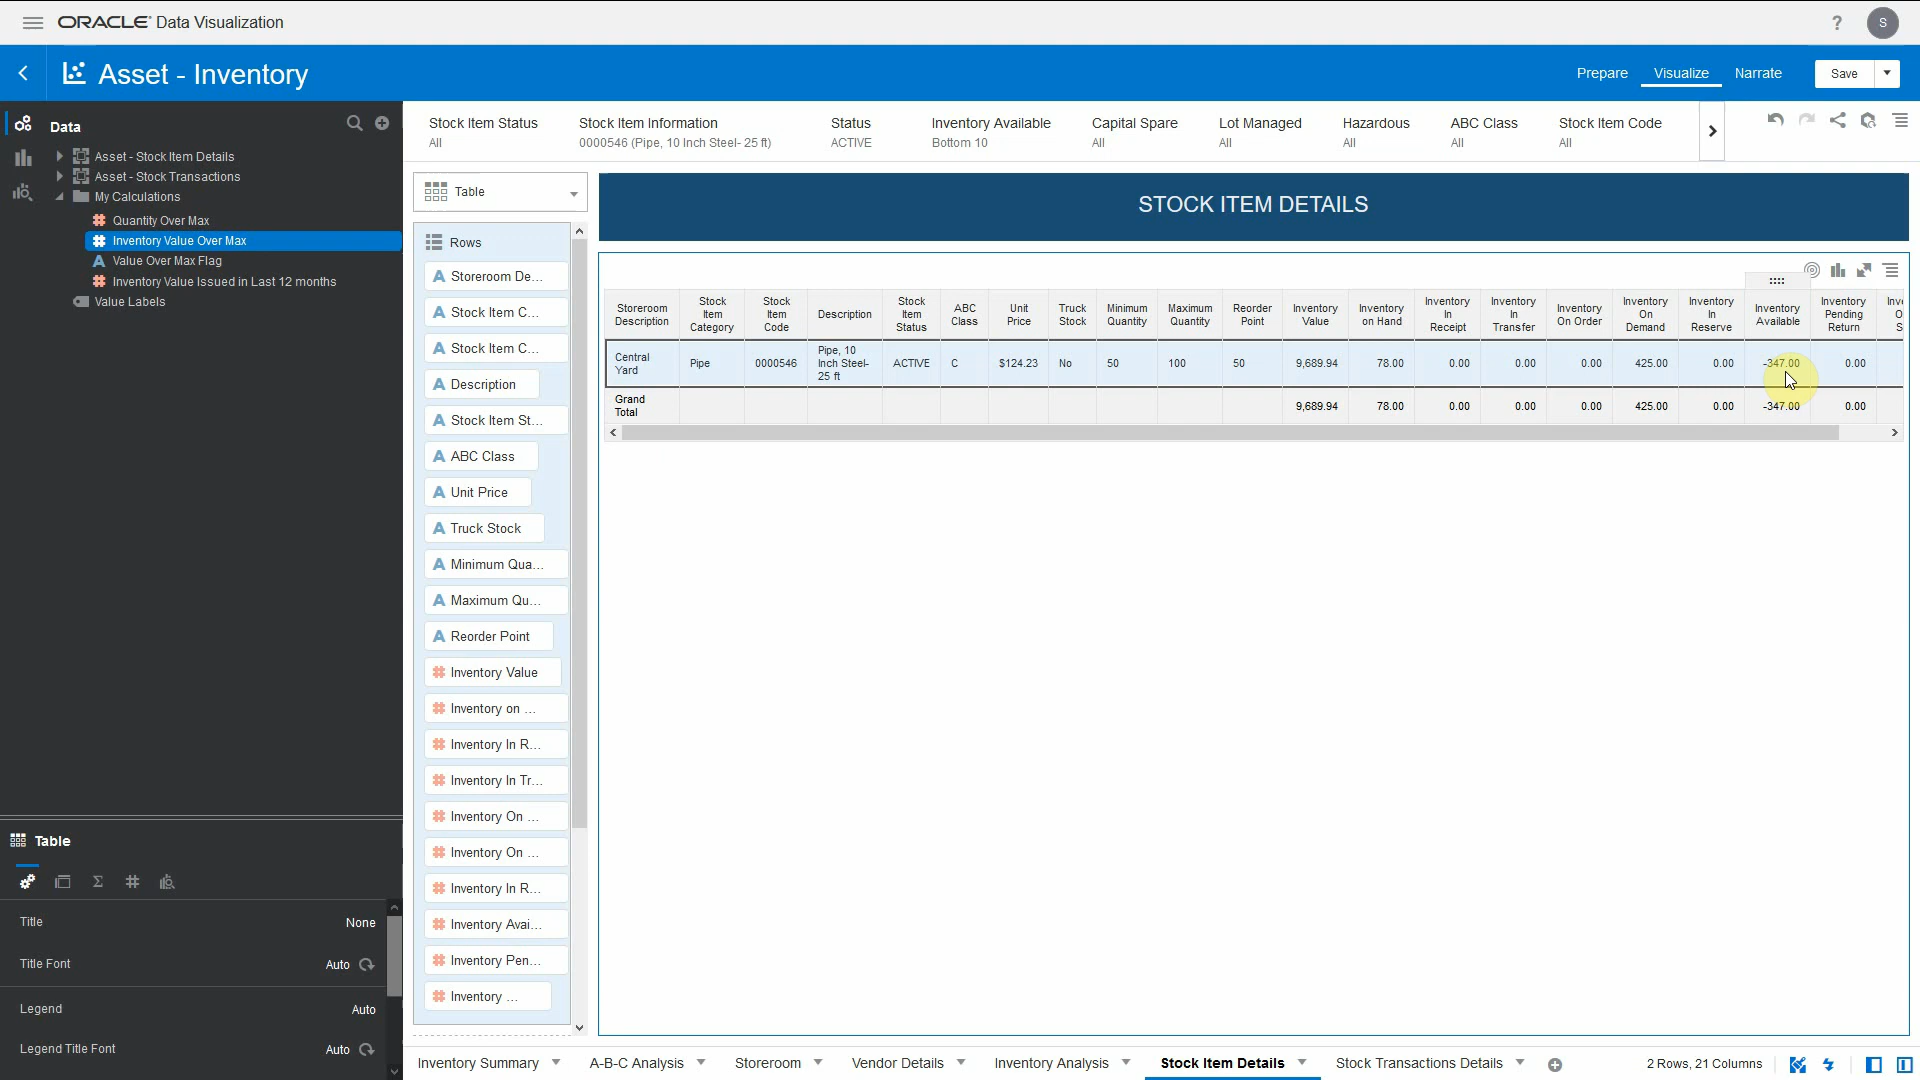 ORACLE Data Visualization
?
S
Asset - Inventory
Prepare
Visualize
Narrate
Save
Data
Asset - Stock Item Details
Asset - Stock Transactions
My Calculations
Quantity Over Max
Inventory Value Over Max
Value Over Max Flag
Inventory Value Issued in Last 12 months
Value Labels
Stock Item Status
All
Stock Item Information
0000546 (Pipe, 10 Inch Steel- 25 ft)
Status
ACTIVE
Inventory Available
Bottom 10
Capital Spare
All
Lot Managed
All
Hazardous
All
ABC Class
All
Stock Item Code
All
Table
Rows
Storeroom De...
Stock Item C...
Stock Item C...
Description
Stock Item St...
ABC Class
Unit Price
Truck Stock
Minimum Qua...
Maximum Qu...
Reorder Point
Inventory Value
Inventory on ...
Inventory In R...
Inventory In Tr...
Inventory On ...
Inventory On ...
Inventory In R...
Inventory Avai...
Inventory Pen...
Inventory ...
STOCK ITEM DETAILS
Storeroom Description
Stock Item Category
Stock Item Code
Description
Stock Item Status
ABC Class
Unit Price
Truck Stock
Minimum Quantity
Maximum Quantity
Reorder Point
Inventory Value
Inventory on Hand
Inventory In Receipt
Inventory In Transfer
Inventory On Order
Inventory On Demand
Inventory In Reserve
Inventory Available
Inventory Pending Return
Central Yard
Pipe
0000546
Pipe, 10 Inch Steel- 25 ft
ACTIVE
C
$124.23
No
50
100
50
9,689.94
78.00
0.00
0.00
0.00
425.00
0.00
-347.00
0.00
Grand Total
9,689.94
78.00
0.00
0.00
0.00
425.00
0.00
-347.00
0.00
Table
Title
None
Title Font
Auto
Legend
Auto
Legend Title Font
Auto
Inventory Summary
A-B-C Analysis
Storeroom
Vendor Details
Inventory Analysis
Stock Item Details
Stock Transactions Details
2 Rows, 21 Columns